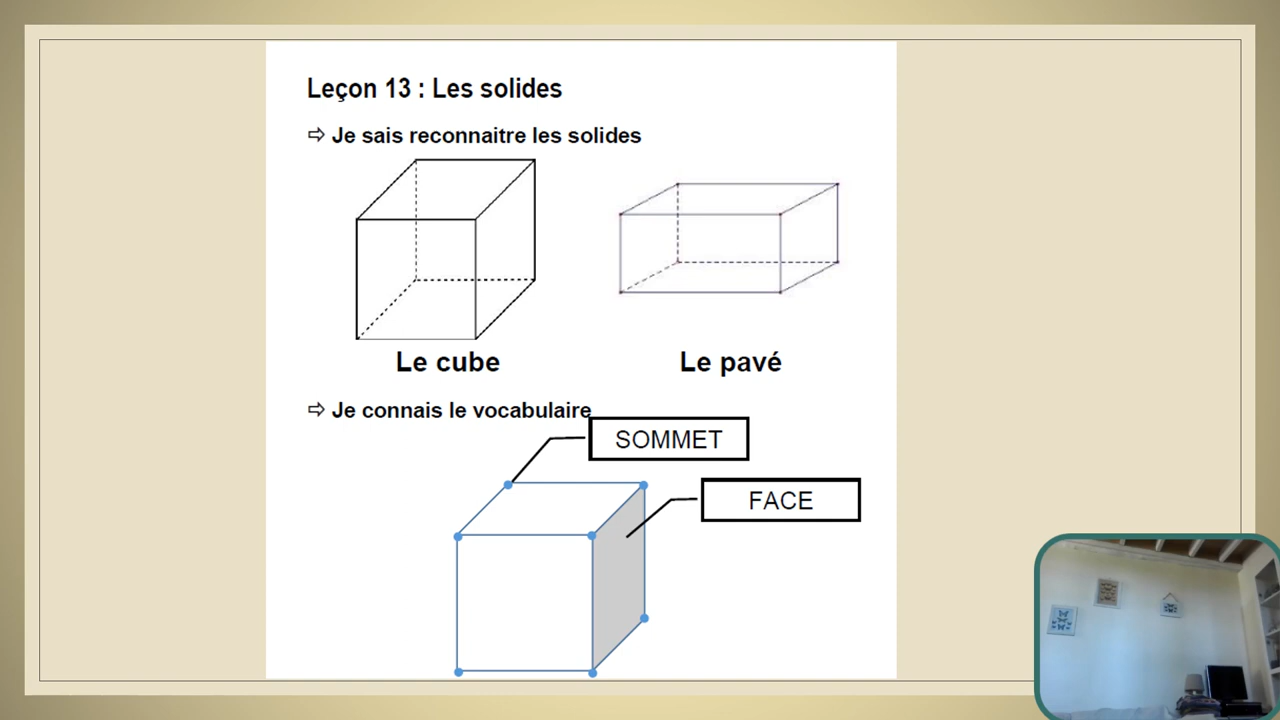 Leçon 13 : Les solides
⇨ Je sais reconnaitre les solides
Le cube
Le pavé
⇨ Je connais le vocabulaire
SOMMET
FACE